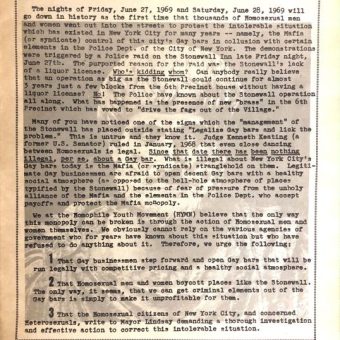 The nights of Friday, June 27, 1969 and Saturday, June 28, 1969 will
go down in history as the first time that thousands of Homosexual men
and women went out into the streets to protest the intolerable situation
which has existed in New York City for many years -- namely, the Mafia
(or syndicate) control of this city's Gay bars in collusion with certain
elements in the Police Dept. of the City of New York. The demonstrations
were triggered by a Police raid on the Stonewall Inn late Friday night,
June 27th. The purported reason for the raid was the Stonewall's lack
of a liquor license. Who's kidding whom? Can anybody really believe
that an operation as big as the Stonewall could continue for almost
3 years just a few blocks from the 6th Precinct house without having a
liquor license? No! The Police have known about the Stonewall operation
all along. What has happened is the presence of new "brass" in the 6th
Precinct which has vowed to "drive the fags out of the Village."
Many of you have noticed one of the signs which the "management" of
the Stonewall has placed outside stating "Legalize Gay bars and lick the
problem." This is untrue and they know it. Judge Kenneth Keating (a
former U.S. Senator) ruled in January, 1968 that even close dancing
between Homosexuals is legal. Since that date there has been nothing
illegal, per se, about a Gay bar. What is illegal about New York City's
Gay bars today is the Mafia (or syndicate) stranglehold on them. Legiti-
mate Gay businessmen are afraid to open decent Gay bars with a healthy
social atmosphere (as opposed to the hell-hole atmosphere of places
typified by the Stonewall) because of fear of pressure from the unholy
alliance of the Mafia and the elements in the Police Dept. who accept
payoffs and protect the Mafia monopoly.
We at the Homophile Youth Movement (HYMN) believe that the only way
this monopoly can be broken is through the action of Homosexual men and
women themselves. We obviously cannot rely on the various agencies of
government who for years have known about this situation but who have
refused to do anything about it. Therefore, we urge the following:
1 That Gay businessmen step forward and open Gay bars that will be
run legally with competitive pricing and a healthy social atmosphere.
2 That Homosexual men and women boycott places like the Stonewall.
The only way, it seems, that we can get criminal elements out of the
Gay bars is simply to make it unprofitable for them.
3 That the Homosexual citizens of New York City, and concerned
Heterosexuals, write to Mayor Lindsay demanding a thorough investigation
and effective action to correct this intolerable situation.